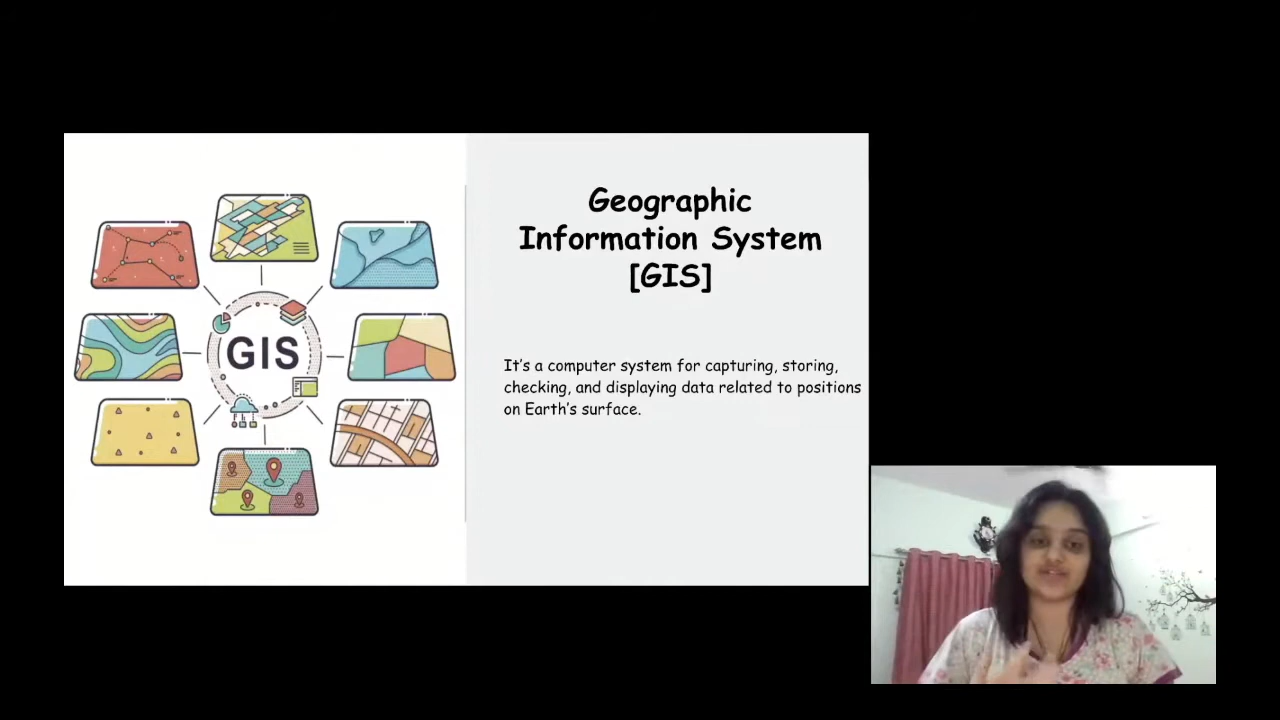 GIS
Geographic
Information System
[GIS]
It's a computer system for capturing, storing,
checking, and displaying data related to positions
on Earth's surface.